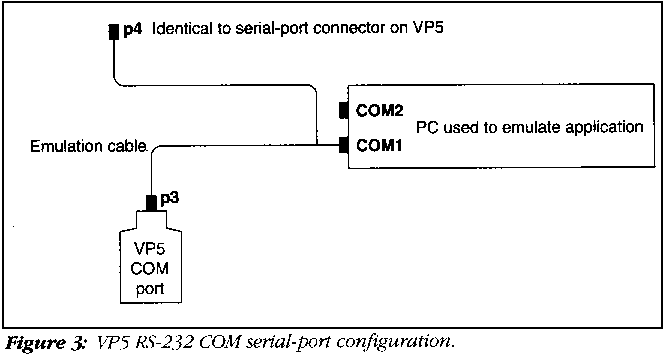 p4 Identical to serial-port connector on VP5
COM2
PC used to emulate application
COM1
Emulation cable
p3
VP5
COM
port
Figure 3: VP5 RS-232 COM serial-port configuration.